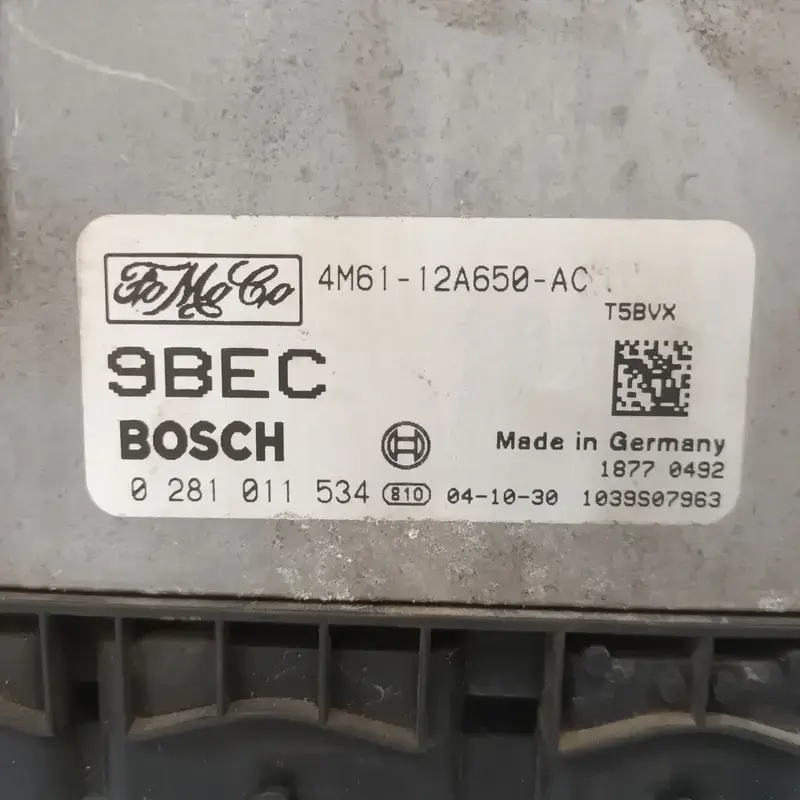 FoMoCo 4M61-12A650-AC
T5BVX
9BEC
BOSCH Made in Germany
1877 0492
0 281 011 534 810 04-10-30 1039S07963